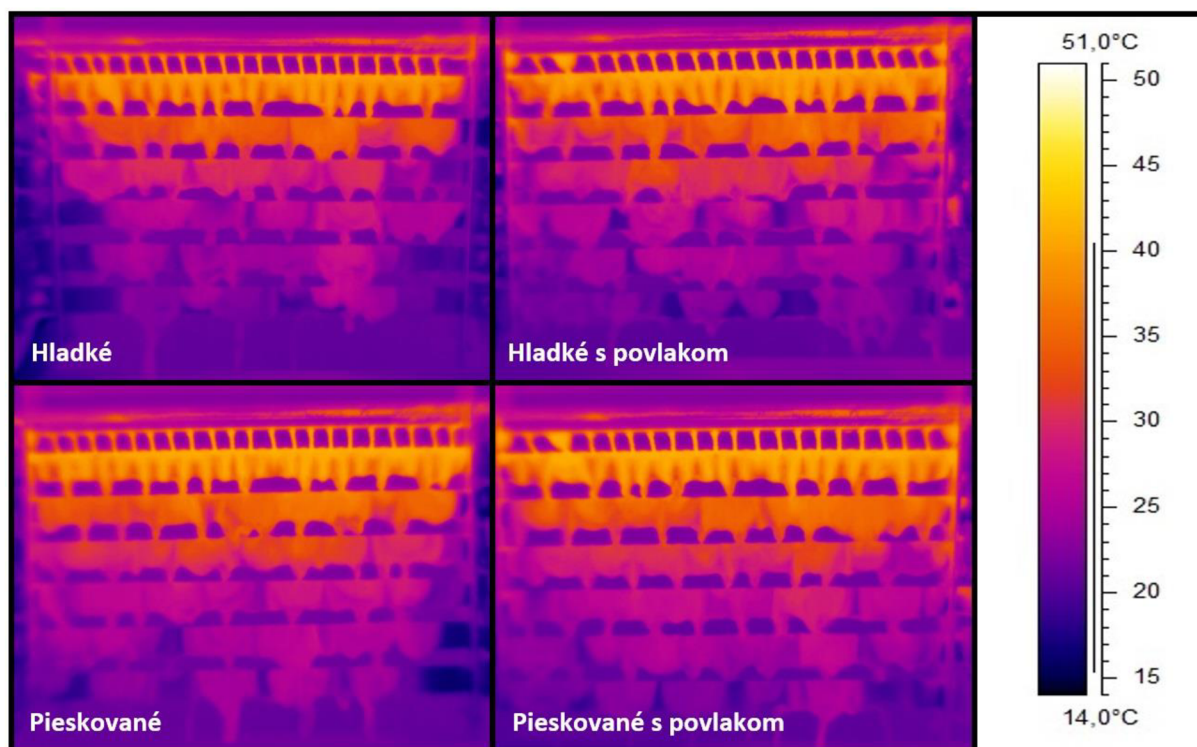 Hladké
Hladké s povlakom
Pieskované
Pieskované s povlakom
51,0°C
50
45
40
35
30
25
20
15
14,0°C